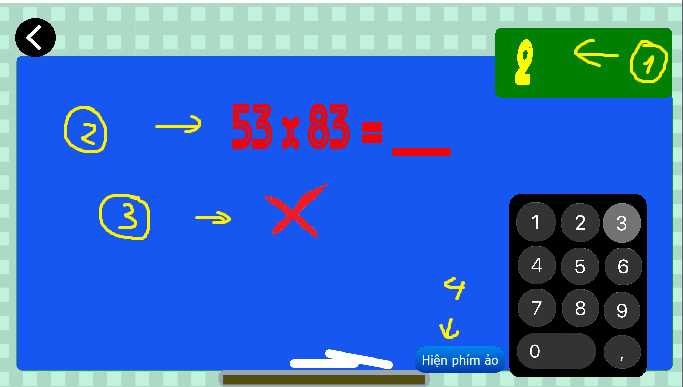 2 ← 1
2 → 53 x 83 = __
3 → X
1 2 3
4 5 6
7 8 9
0 ,
4
↓
Hiện phím ảo